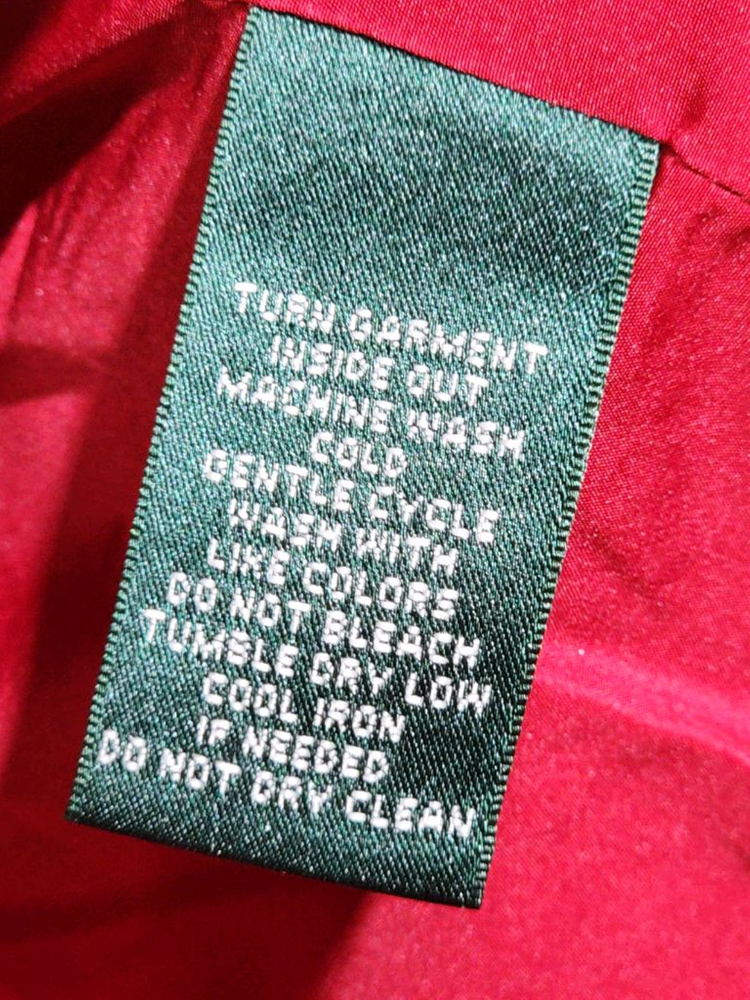 TURN GARMENT
INSIDE OUT
MACHINE WASH
COLD
GENTLE CYCLE
WASH WITH
LIKE COLORS
DO NOT BLEACH
TUMBLE DRY LOW
COOL IRON
IF NEEDED
DO NOT DRY CLEAN